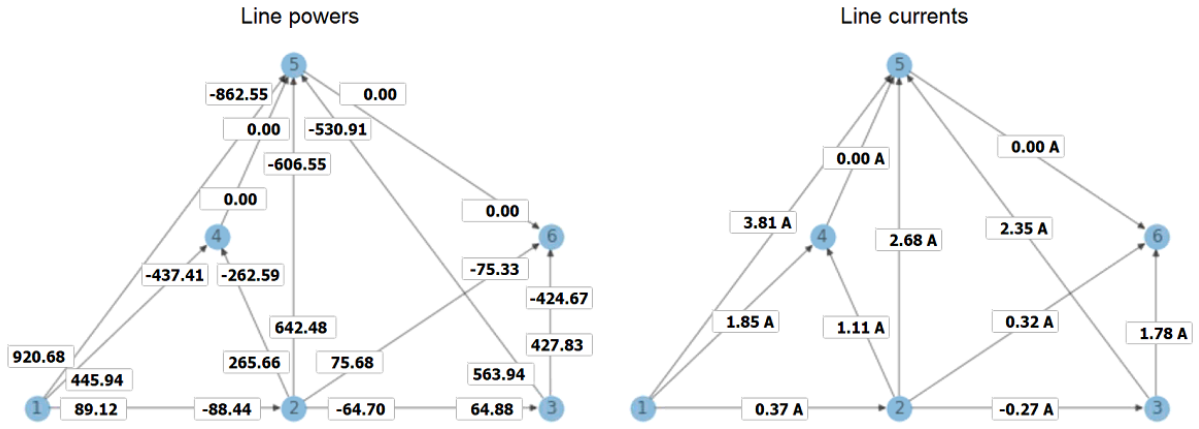 Line powers
Line currents
5
5
-862.55
0.00
0.00
-530.91
0.00 A
0.00 A
-606.55
0.00
0.00
3.81 A
2.35 A
4
6
4
2.68 A
6
-437.41
-262.59
-75.33
-424.67
1.85 A
1.11 A
0.32 A
1.78 A
642.48
427.83
920.68
265.66
75.68
563.94
445.94
1
89.12
-88.44
2
-64.70
64.88
3
1
0.37 A
2
-0.27 A
3